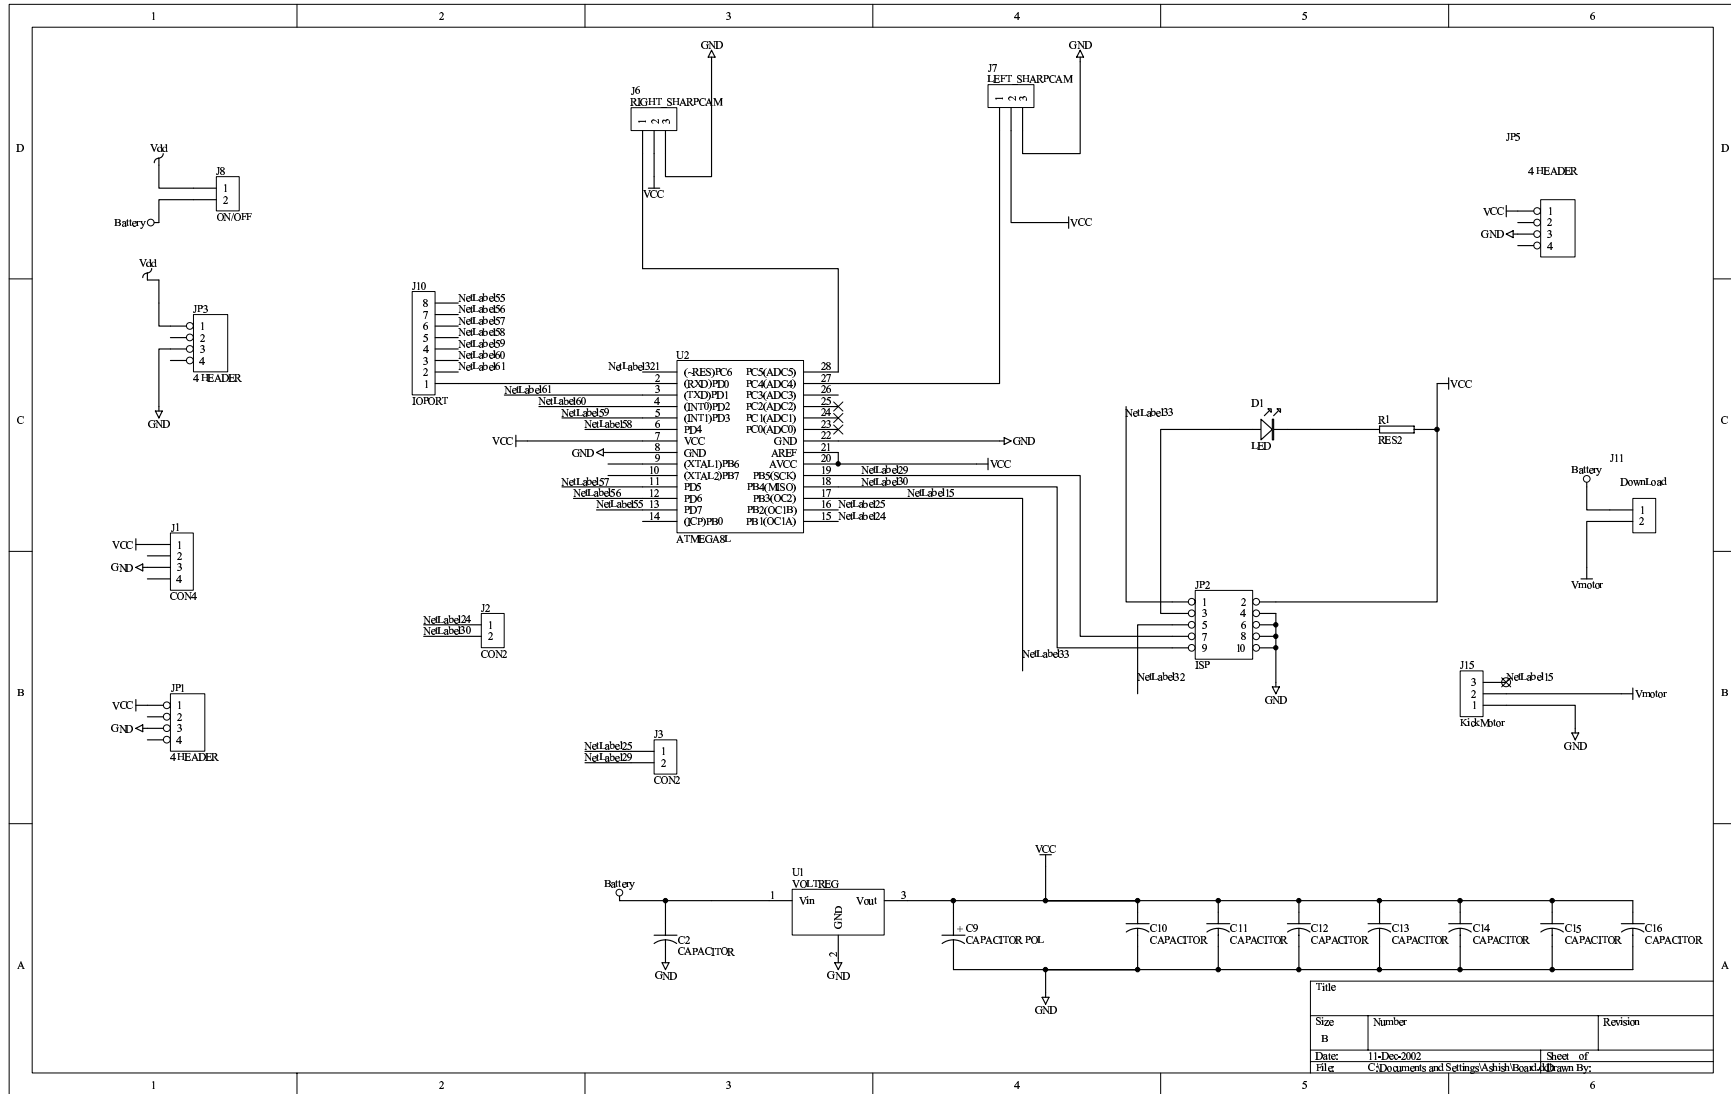 1 2 3 4 5 6
D
C
B
A
D
C
B
A
1 2 3 4 5 6
Vdd
J8
1
2
ON/OFF
Battery
Vdd
JP3
1
2
3
4
4 HEADER
GND
J1
VCC
GND
1
2
3
4
CON4
JP1
VCC
GND
1
2
3
4
4 HEADER
J10
8 NetLabel55
7 NetLabel56
6 NetLabel57
5 NetLabel58
4 NetLabel59
3 NetLabel60
2 NetLabel61
1
IOPORT
J2
NetLabel24 1
NetLabel30 2
CON2
J3
NetLabel25 1
NetLabel29 2
CON2
GND
J6
RIGHT SHARPCAM
1 2 3
VCC
GND
J7
LEFT SHARPCAM
1 2 3
VCC
U2
NetLabel32 1 (~RES)PC6 PC5(ADC5) 28
2 (RXD)PD0 PC4(ADC4) 27
NetLabel61 3 (TXD)PD1 PC3(ADC3) 26
NetLabel60 4 (INT0)PD2 PC2(ADC2) 25
NetLabel59 5 (INT1)PD3 PC1(ADC1) 24
NetLabel58 6 PD4 PC0(ADC0) 23
VCC 7 VCC GND 22 GND
GND 8 GND AREF 21
9 (XTAL1)PB6 AVCC 20 VCC
10 (XTAL2)PB7 PB5(SCK) 19 NetLabel29
NetLabel57 11 PD5 PB4(MISO) 18 NetLabel30
NetLabel56 12 PD6 PB3(OC2) 17 NetLabel15
NetLabel55 13 PD7 PB2(OC1B) 16 NetLabel25
14 (ICP)PB0 PB1(OC1A) 15 NetLabel24
ATMEGA8L
NetLabel33
NetLabel33
NetLabel32
D1
LED
R1
RES2
VCC
JP2
1 2
3 4
5 6
7 8
9 10
ISP
GND
JP5
4 HEADER
VCC
GND
1
2
3
4
J11
Battery
DownLoad
1
2
Vmotor
J15
3 NetLabel15
2 Vmotor
1
KickMotor
GND
Battery
C2
CAPACITOR
GND
U1
VOLTREG
1 Vin Vout 3
GND
2
GND
VCC
+ C9
CAPACITOR POL
C10
CAPACITOR
C11
CAPACITOR
C12
CAPACITOR
C13
CAPACITOR
C14
CAPACITOR
C15
CAPACITOR
C16
CAPACITOR
GND
Title
Size Number Revision
B
Date: 11-Dec-2002 Sheet of
File: C:\Documents and Settings\Ashish\Board.ddb Drawn By: